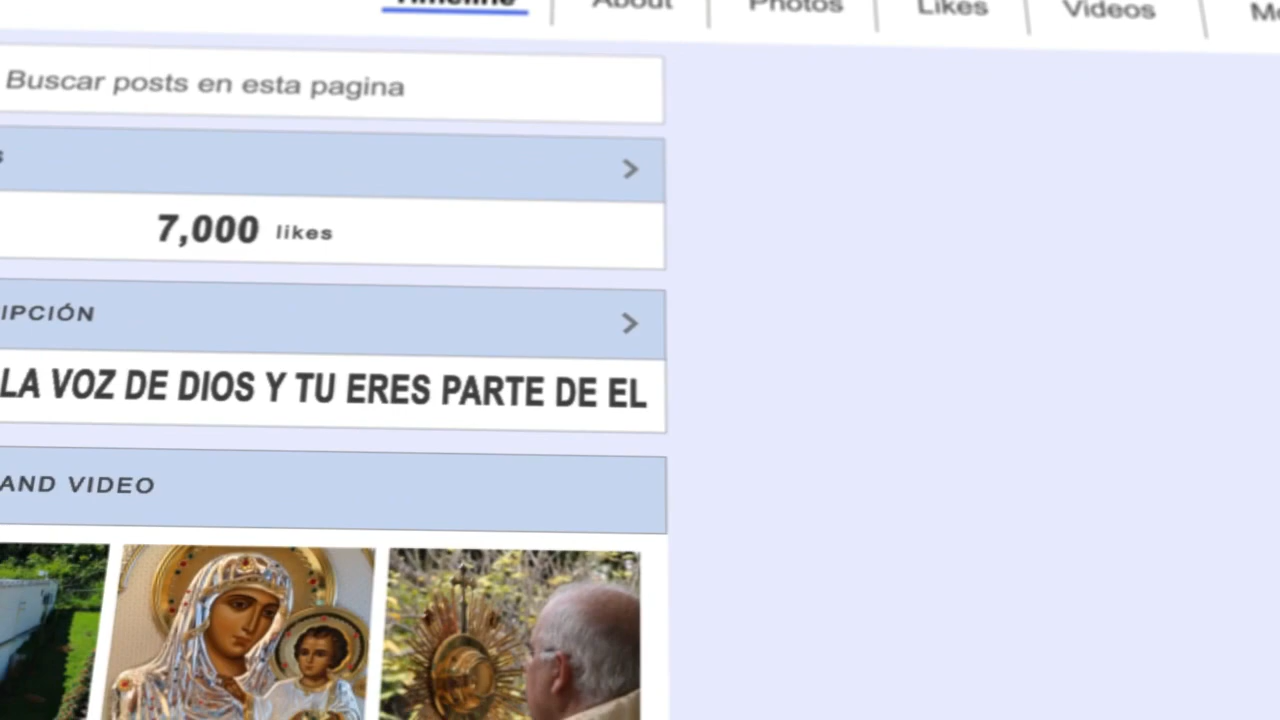 Timeline
About
Photos
Likes
Videos
Buscar posts en esta pagina
7,000 likes
IPCIÓN
LA VOZ DE DIOS Y TU ERES PARTE DE EL
AND VIDEO